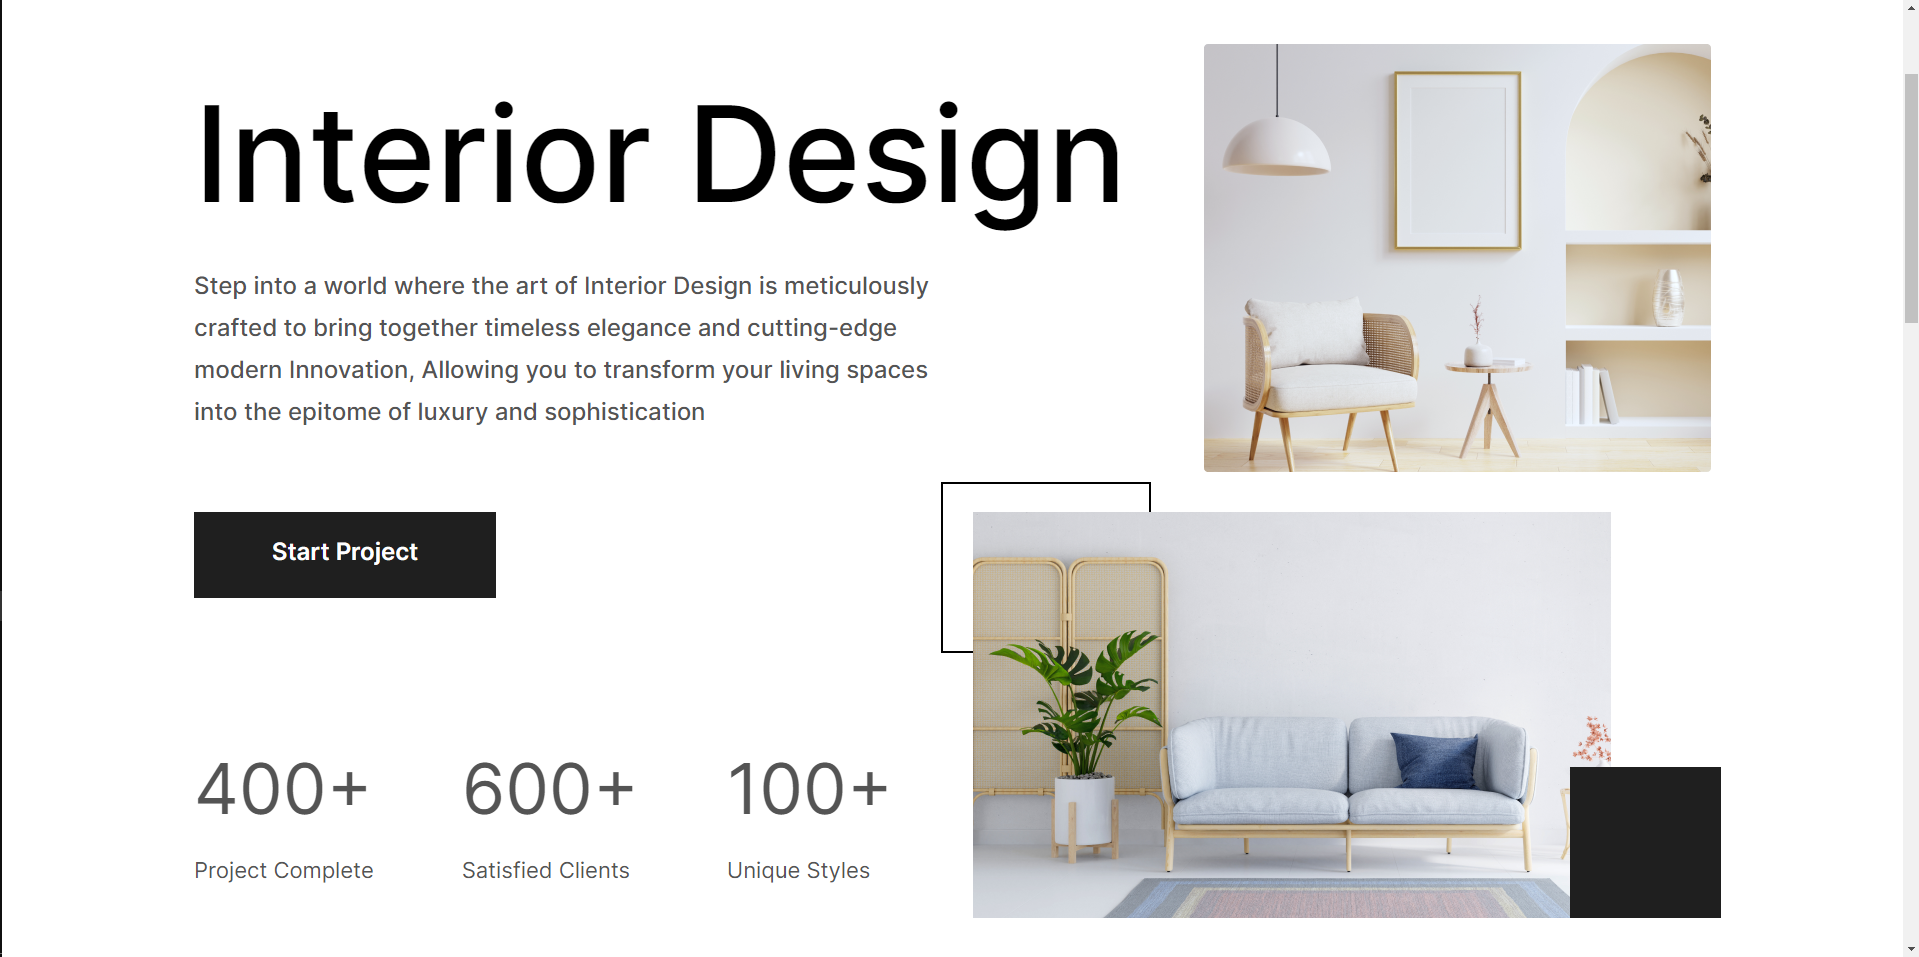 Interior Design
Step into a world where the art of Interior Design is meticulously
crafted to bring together timeless elegance and cutting-edge
modern Innovation, Allowing you to transform your living spaces
into the epitome of luxury and sophistication
Start Project
400+
600+
100+
Project Complete
Satisfied Clients
Unique Styles